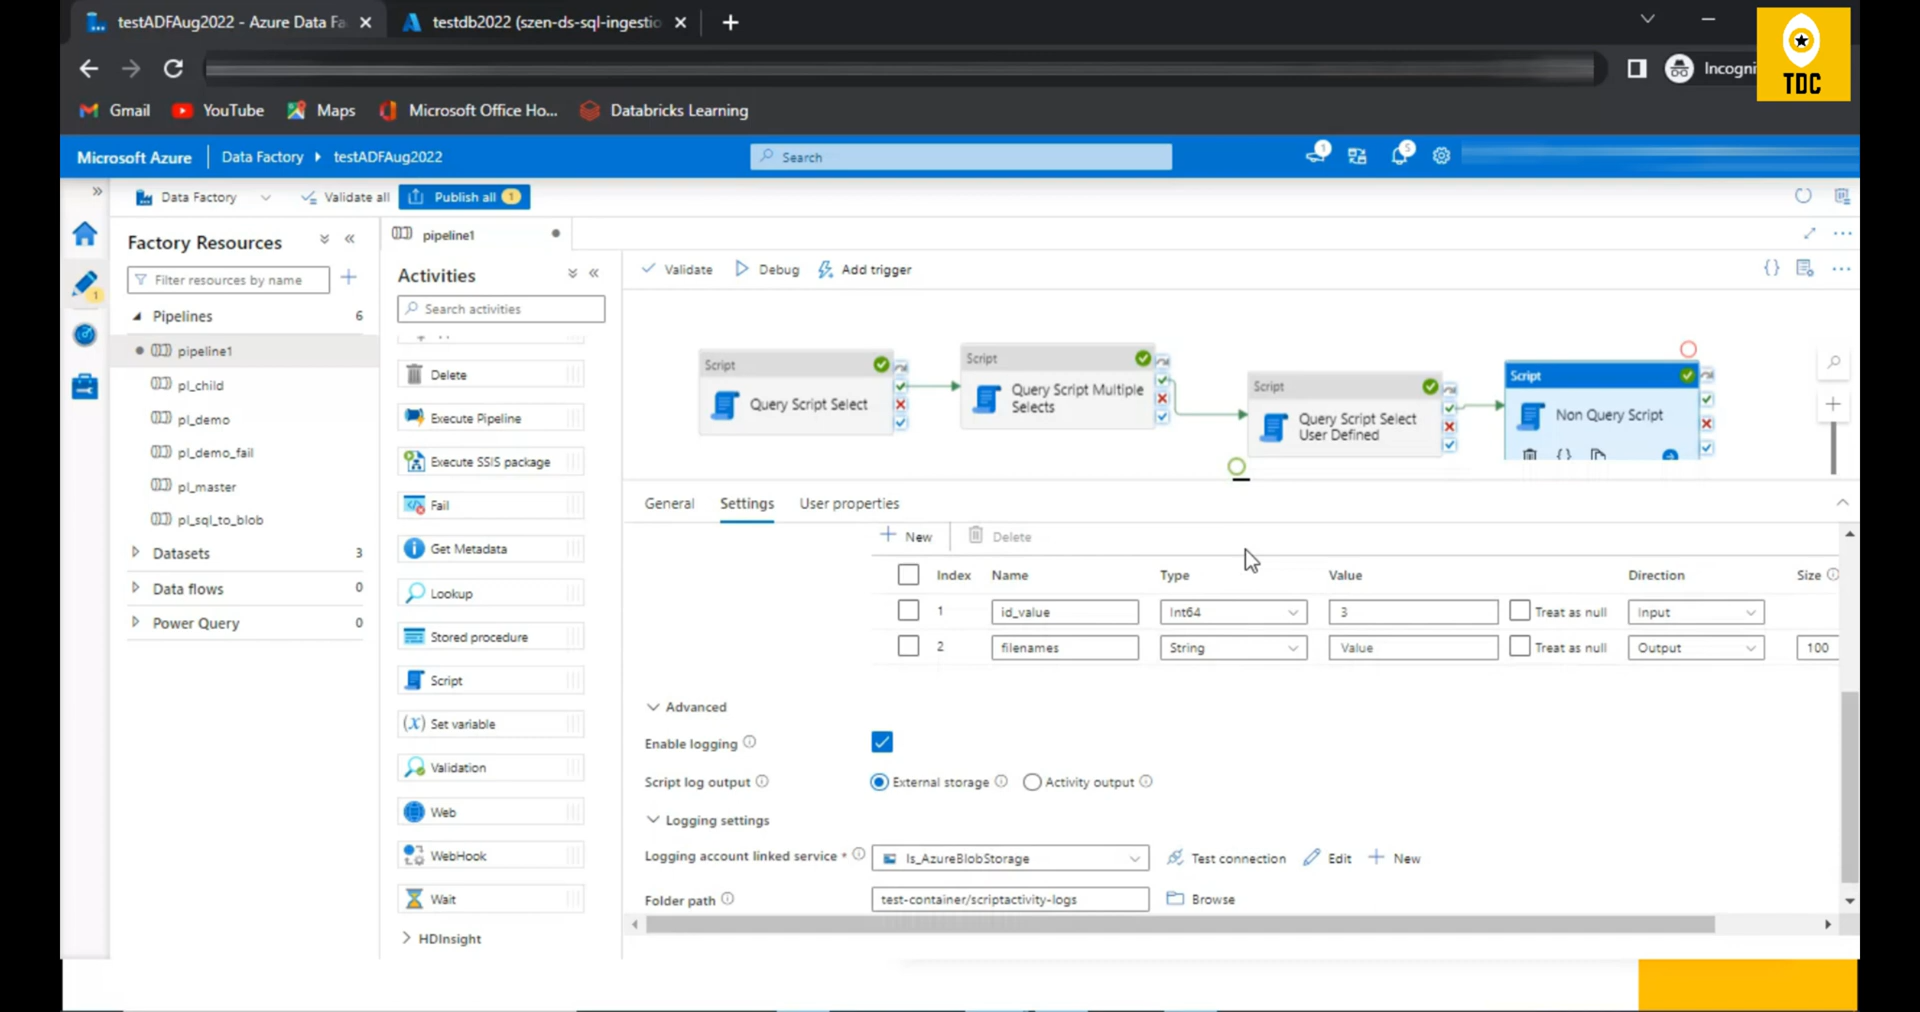 testADFAug2022 - Azure Data Fa
testdb2022 (szen-ds-sql-ingestio
Incogni
TDC
Gmail
YouTube
Maps
Microsoft Office Ho...
Databricks Learning
Microsoft Azure
Data Factory
testADFAug2022
Search
1
5
Data Factory
Validate all
Publish all
1
Factory Resources
Filter resources by name
1
Pipelines
6
pipeline1
pl_child
pl_demo
pl_demo_fail
pl_master
pl_sql_to_blob
Datasets
3
Data flows
0
Power Query
0
pipeline1
Activities
Search activities
Delete
Execute Pipeline
Execute SSIS package
Fail
Get Metadata
Lookup
Stored procedure
Script
Set variable
Validation
Web
WebHook
Wait
HDInsight
Validate
Debug
Add trigger
Script
Query Script Select
Script
Query Script Multiple
Selects
Script
Query Script Select
User Defined
Script
Non Query Script
General
Settings
User properties
New
Delete
Index
Name
Type
Value
Direction
Size
1
id_value
Int64
3
Treat as null
Input
2
filenames
String
Value
Treat as null
Output
100
Advanced
Enable logging
Script log output
External storage
Activity output
Logging settings
Logging account linked service *
ls_AzureBlobStorage
Test connection
Edit
New
Folder path
test-container/scriptactivity-logs
Browse